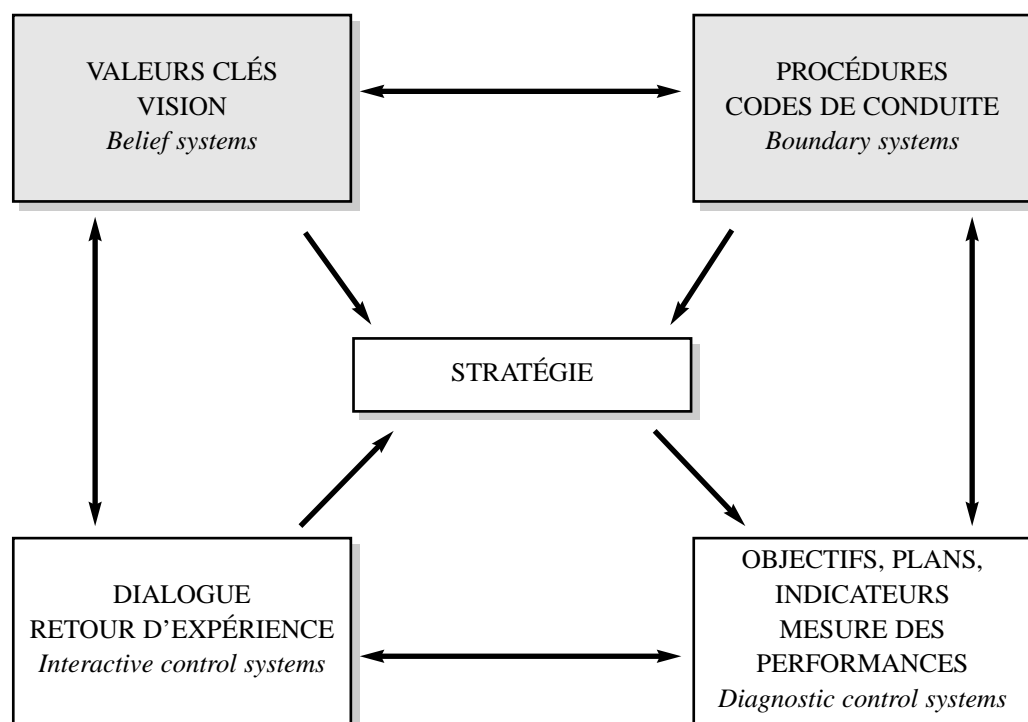 VALEURS CLÉS
VISION
Belief systems
PROCÉDURES
CODES DE CONDUITE
Boundary systems
STRATÉGIE
DIALOGUE
RETOUR D’EXPÉRIENCE
Interactive control systems
OBJECTIFS, PLANS,
INDICATEURS
MESURE DES
PERFORMANCES
Diagnostic control systems